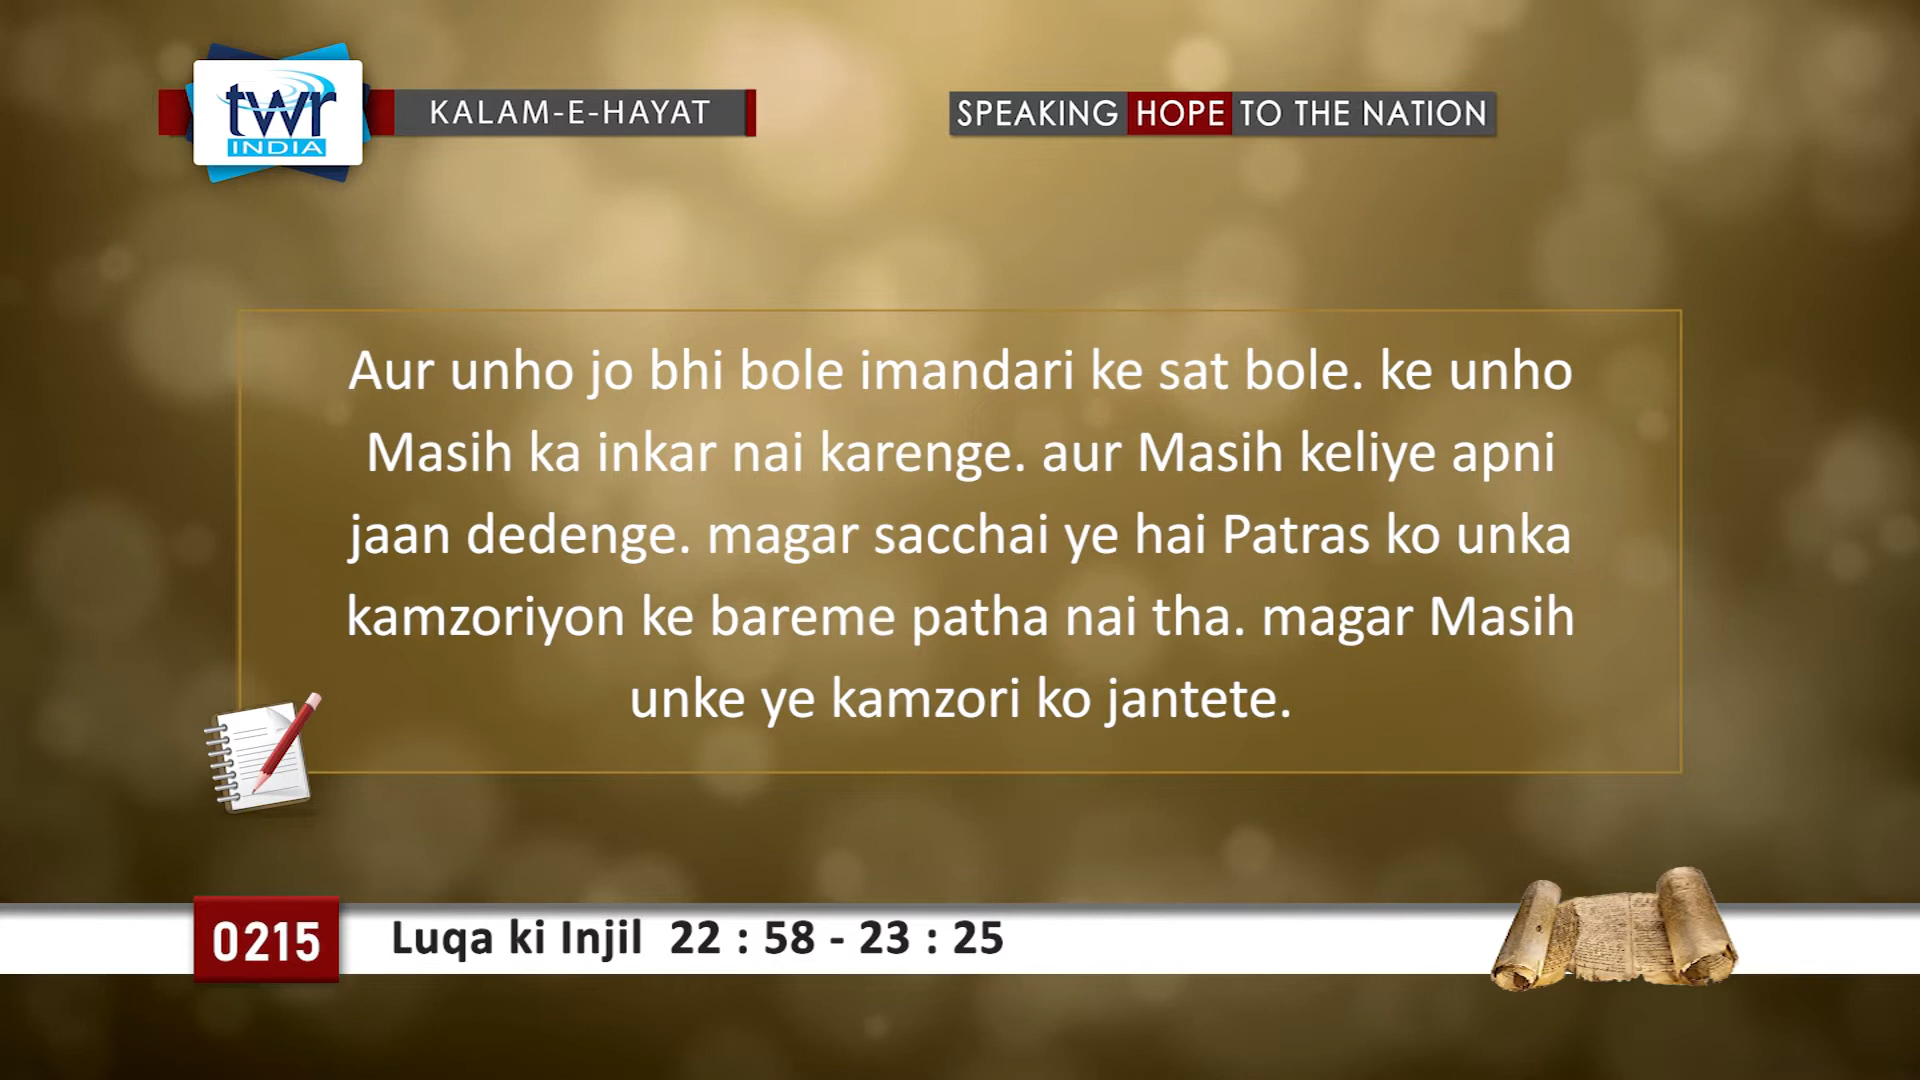 twr
INDIA
KALAM-E-HAYAT
SPEAKING HOPE TO THE NATION
Aur unho jo bhi bole imandari ke sat bole. ke unho
Masih ka inkar nai karenge. aur Masih keliye apni
jaan dedenge. magar sacchai ye hai Patras ko unka
kamzoriyon ke bareme patha nai tha. magar Masih
unke ye kamzori ko jantete.
0215
Luqa ki Injil 22 : 58 - 23 : 25